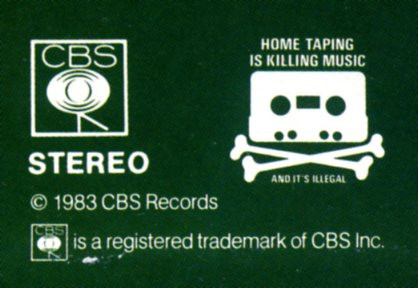 CBS
HOME TAPING
IS KILLING MUSIC
AND IT'S ILLEGAL
STEREO
© 1983 CBS Records
CBS is a registered trademark of CBS Inc.